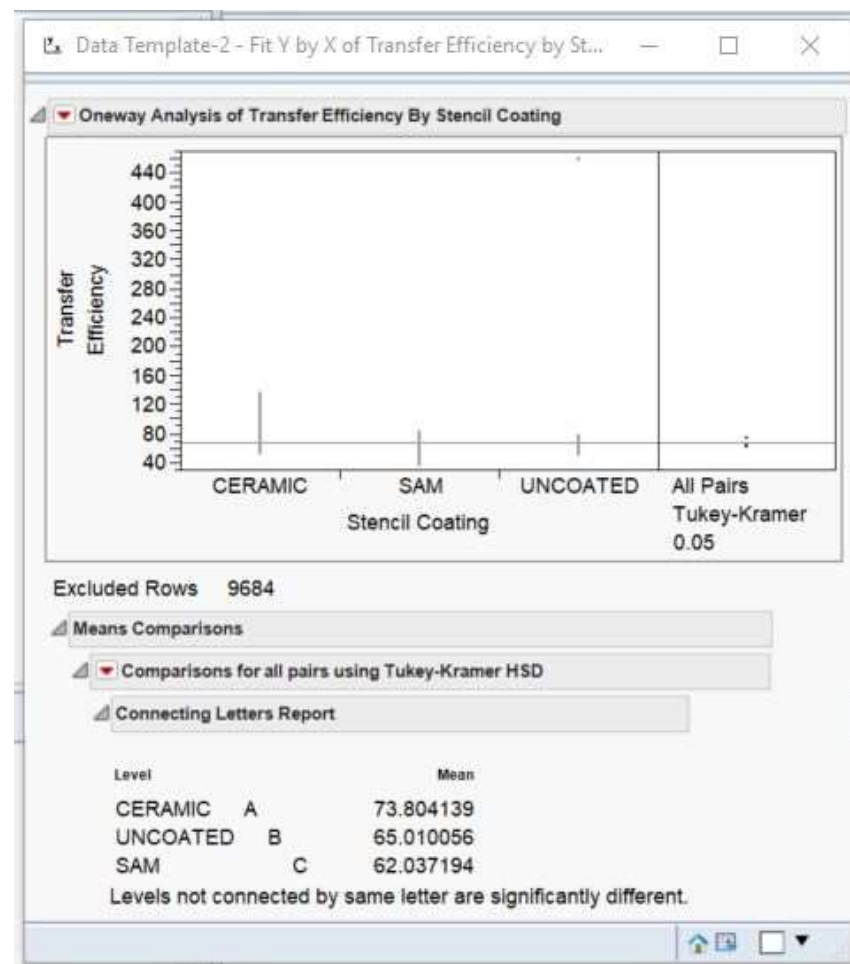 Data Template-2 - Fit Y by X of Transfer Efficiency by St...
Oneway Analysis of Transfer Efficiency By Stencil Coating
440
400
360
320
280
240
200
160
120
80
40
Transfer
Efficiency
CERAMIC SAM UNCOATED All Pairs
Tukey-Kramer
0.05
Stencil Coating
Excluded Rows 9684
Means Comparisons
Comparisons for all pairs using Tukey-Kramer HSD
Connecting Letters Report
Level Mean
CERAMIC A 73.804139
UNCOATED B 65.010056
SAM C 62.037194
Levels not connected by same letter are significantly different.